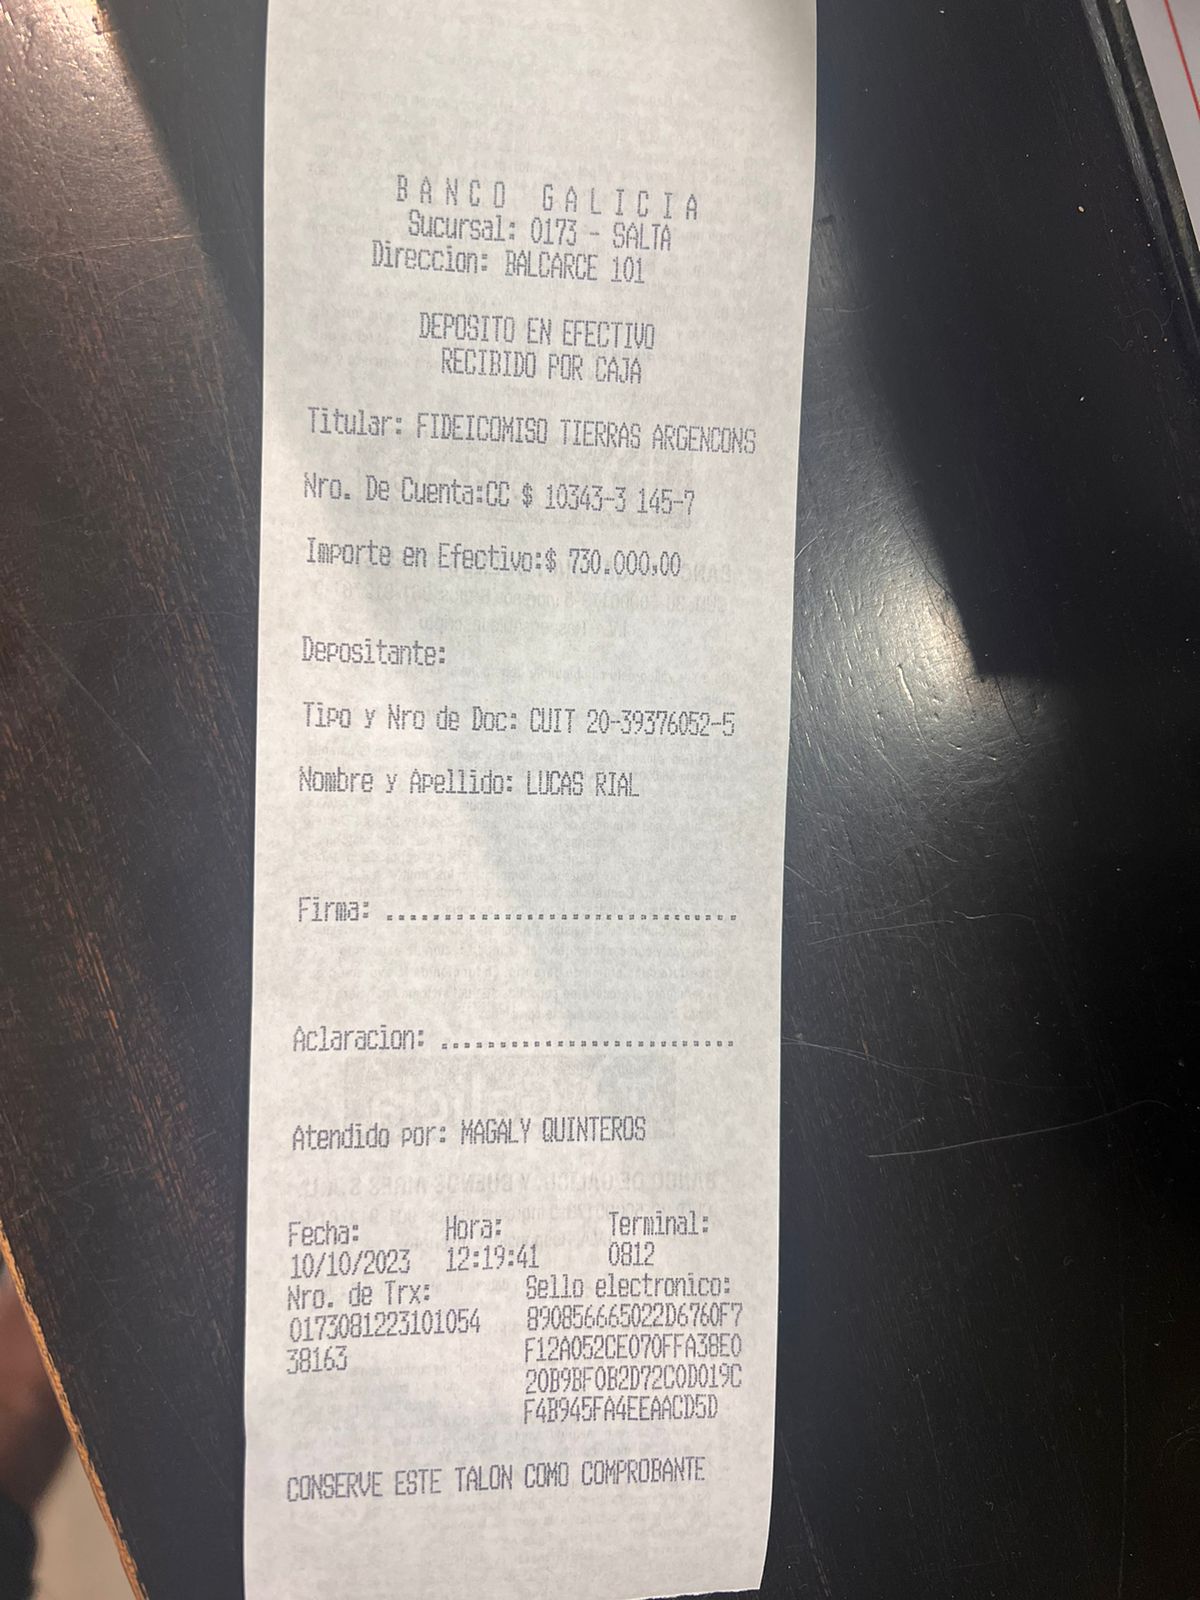 BANCO GALICIA
Sucursal: 0173 - SALTA
Direccion: BALCARCE 101
DEPOSITO EN EFECTIVO
RECIBIDO POR CAJA
Titular: FIDEICOMISO TIERRAS ARGENCONS
Nro. De Cuenta:CC $ 10343-3 145-7
Importe en Efectivo:$ 730.000,00
Depositante:
Tipo y Nro de Doc: CUIT 20-39376052-5
Nombre y Apellido: LUCAS RIAL
Firma: ...............................
Aclaracion: ..........................
Atendido por: MAGALY QUINTEROS
Fecha: Hora: Terminal:
10/10/2023 12:19:41 0812
Nro. de Trx: Sello electronico:
0173081223101054 890856665022D6760F7
38163 F12A052CE070FFA38E0
20B9BF0B2D72C0D019C
F4B945FA4EEAACD5D
CONSERVE ESTE TALON COMO COMPROBANTE